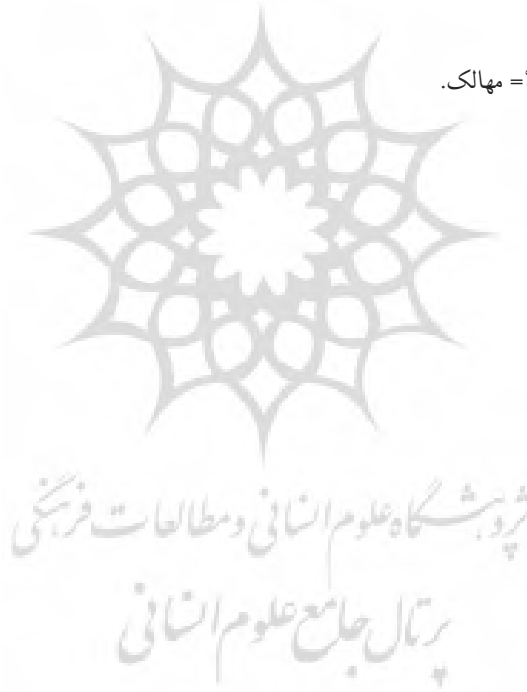 = مهالک.
پژوهشگاه علوم انسانی و مطالعات فرهنگی
پرتال جامع علوم انسانی